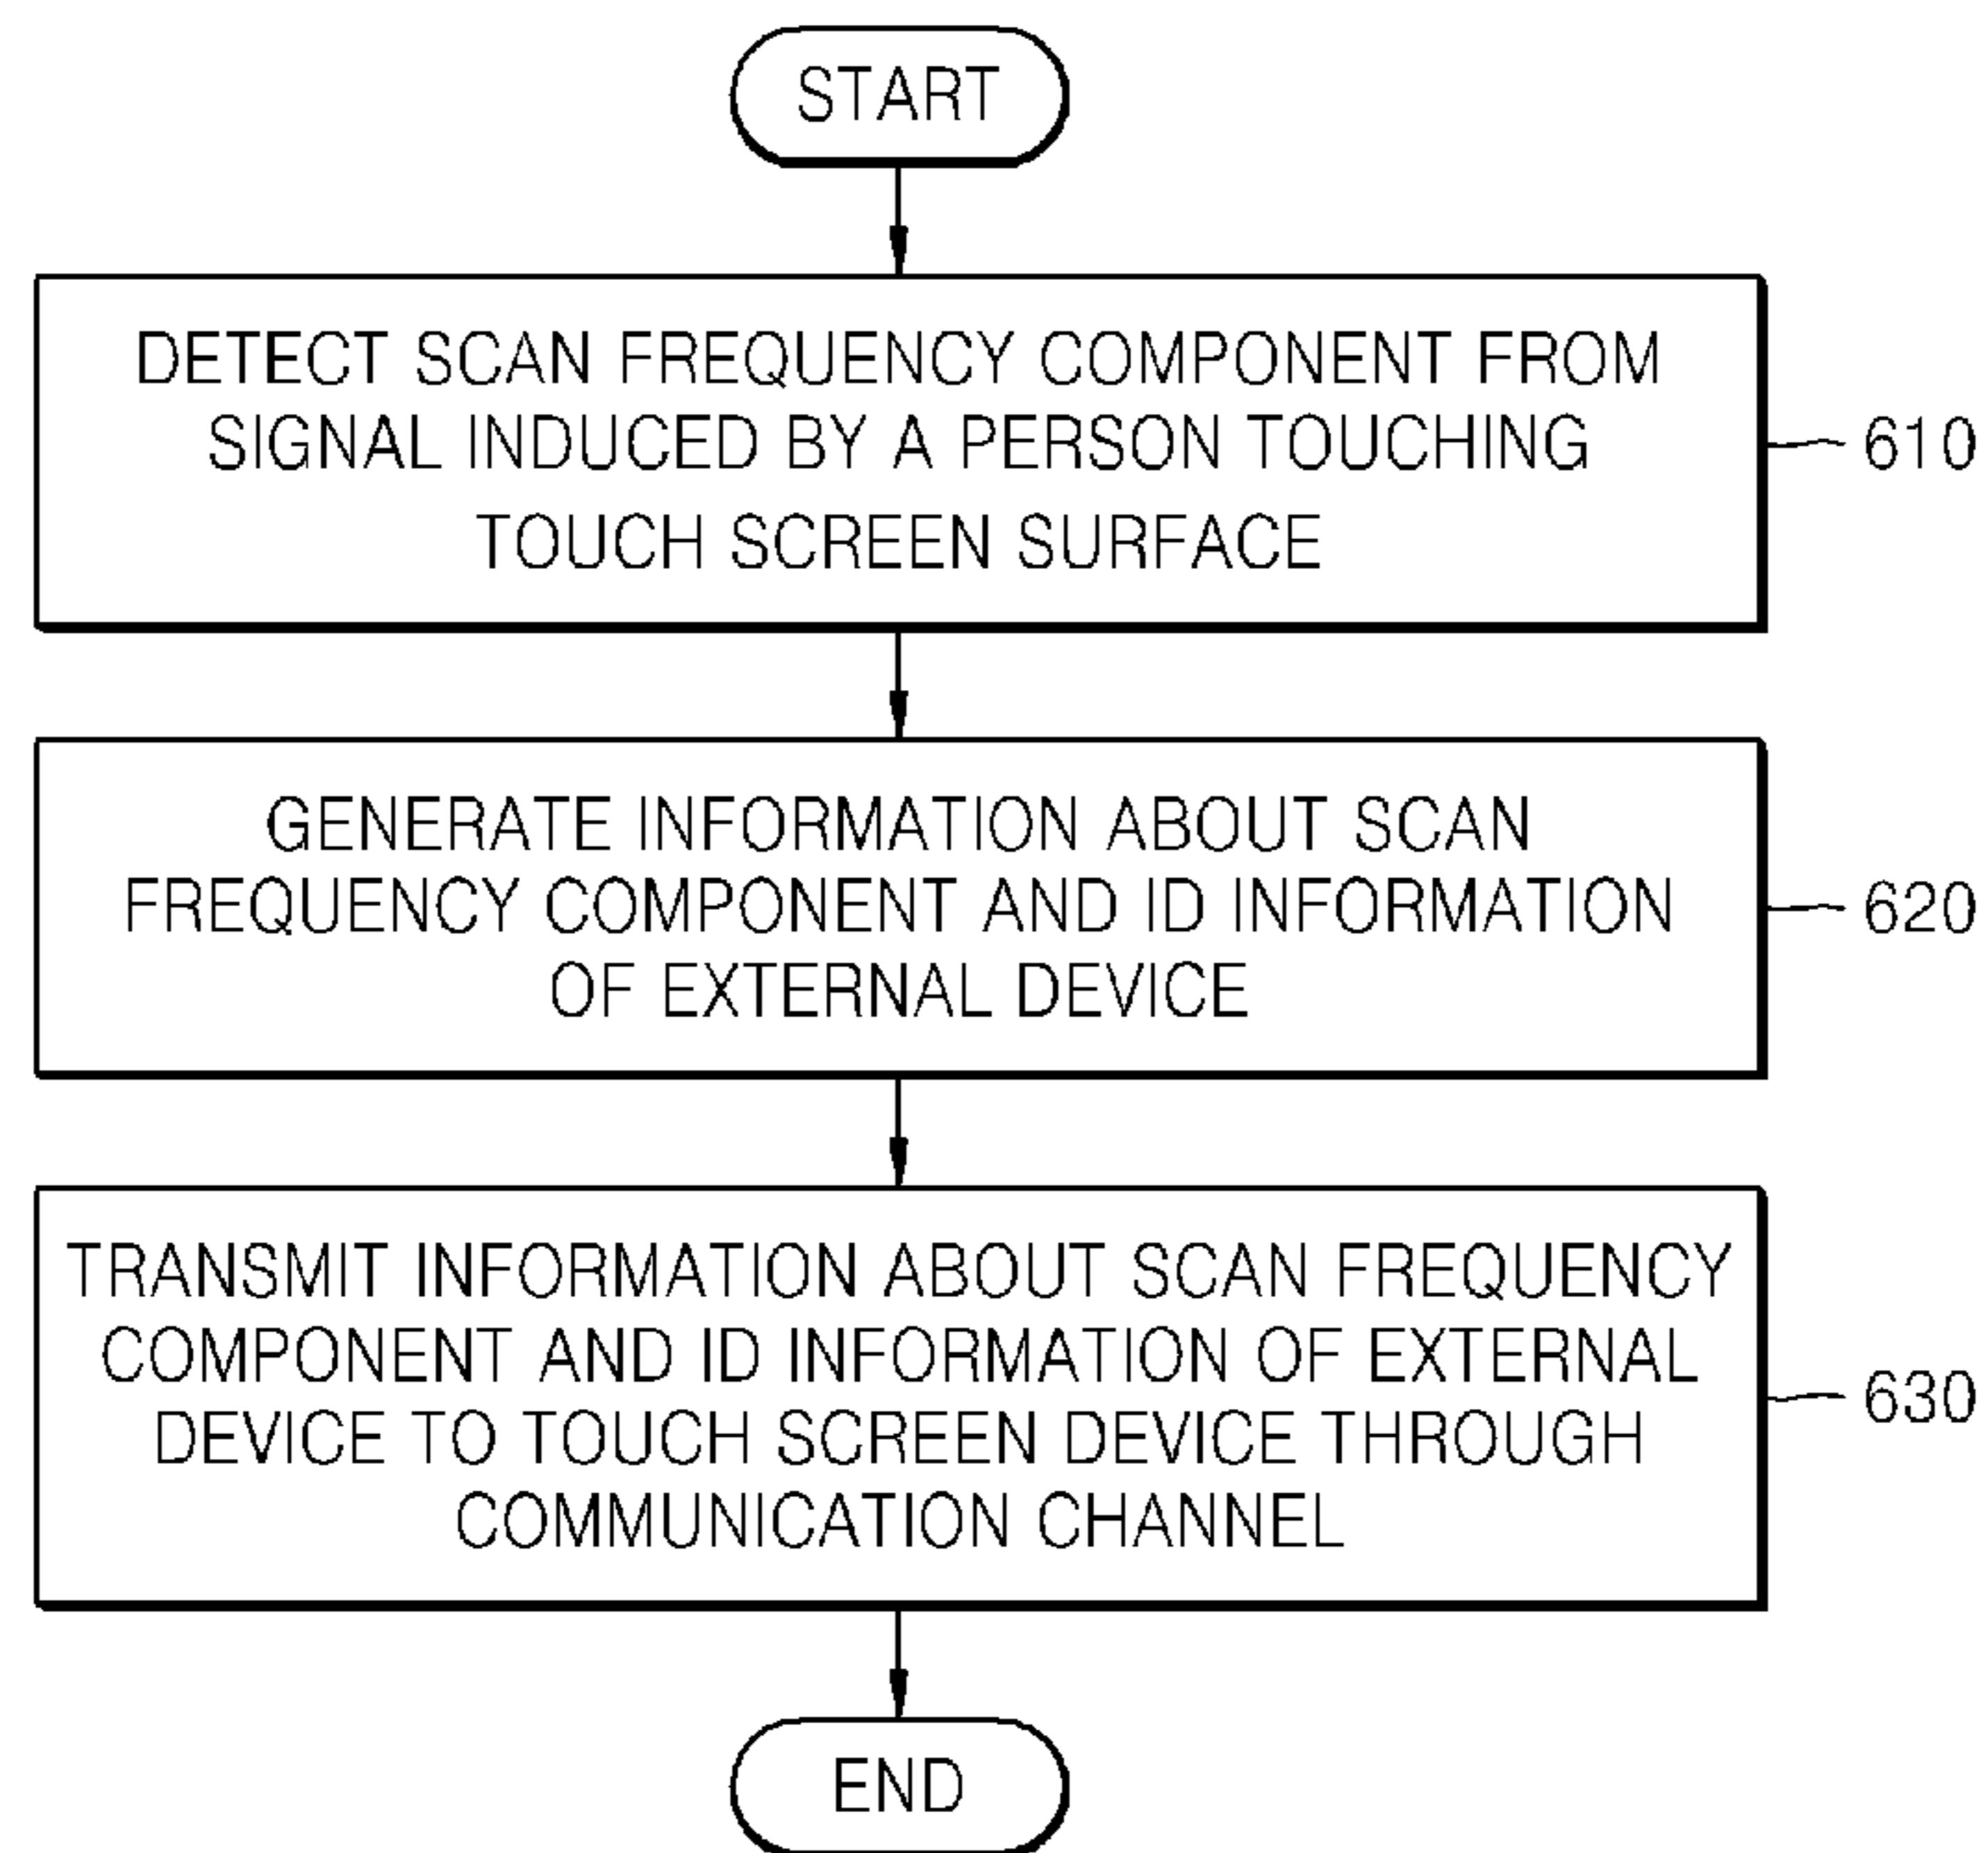 START
DETECT SCAN FREQUENCY COMPONENT FROM
SIGNAL INDUCED BY A PERSON TOUCHING
TOUCH SCREEN SURFACE
610
GENERATE INFORMATION ABOUT SCAN
FREQUENCY COMPONENT AND ID INFORMATION
OF EXTERNAL DEVICE
620
TRANSMIT INFORMATION ABOUT SCAN FREQUENCY
COMPONENT AND ID INFORMATION OF EXTERNAL
DEVICE TO TOUCH SCREEN DEVICE THROUGH
COMMUNICATION CHANNEL
630
END